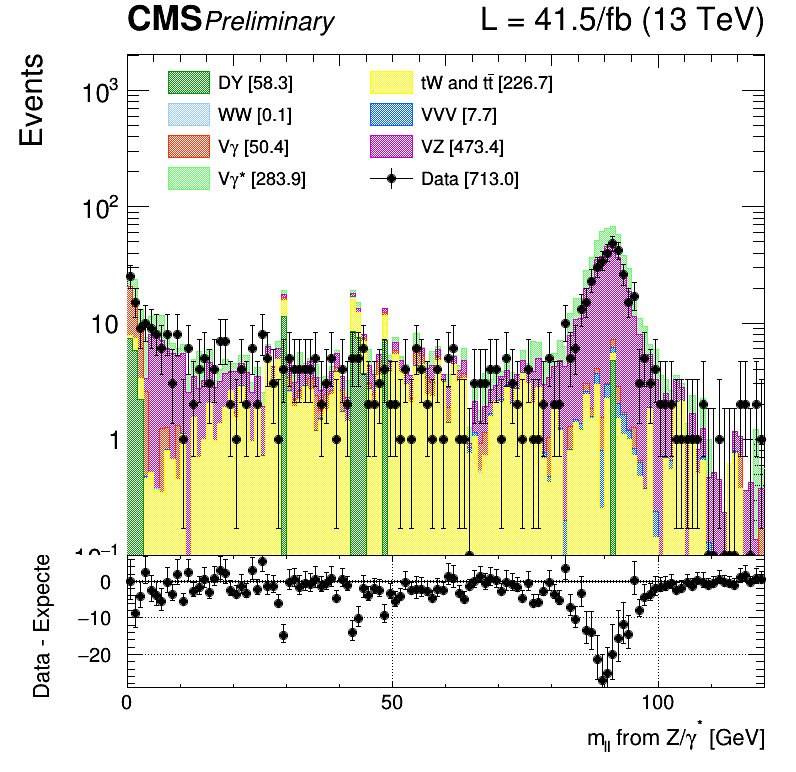 CMS Preliminary L = 41.5/fb (13 TeV)
Events
10³
10²
10
1
DY [58.3]
WW [0.1]
Vγ [50.4]
Vγ* [283.9]
tW and tt̄ [226.7]
VVV [7.7]
VZ [473.4]
Data [713.0]
Data - Expecte
0
−10
−20
0 50 100
m_ll from Z/γ* [GeV]